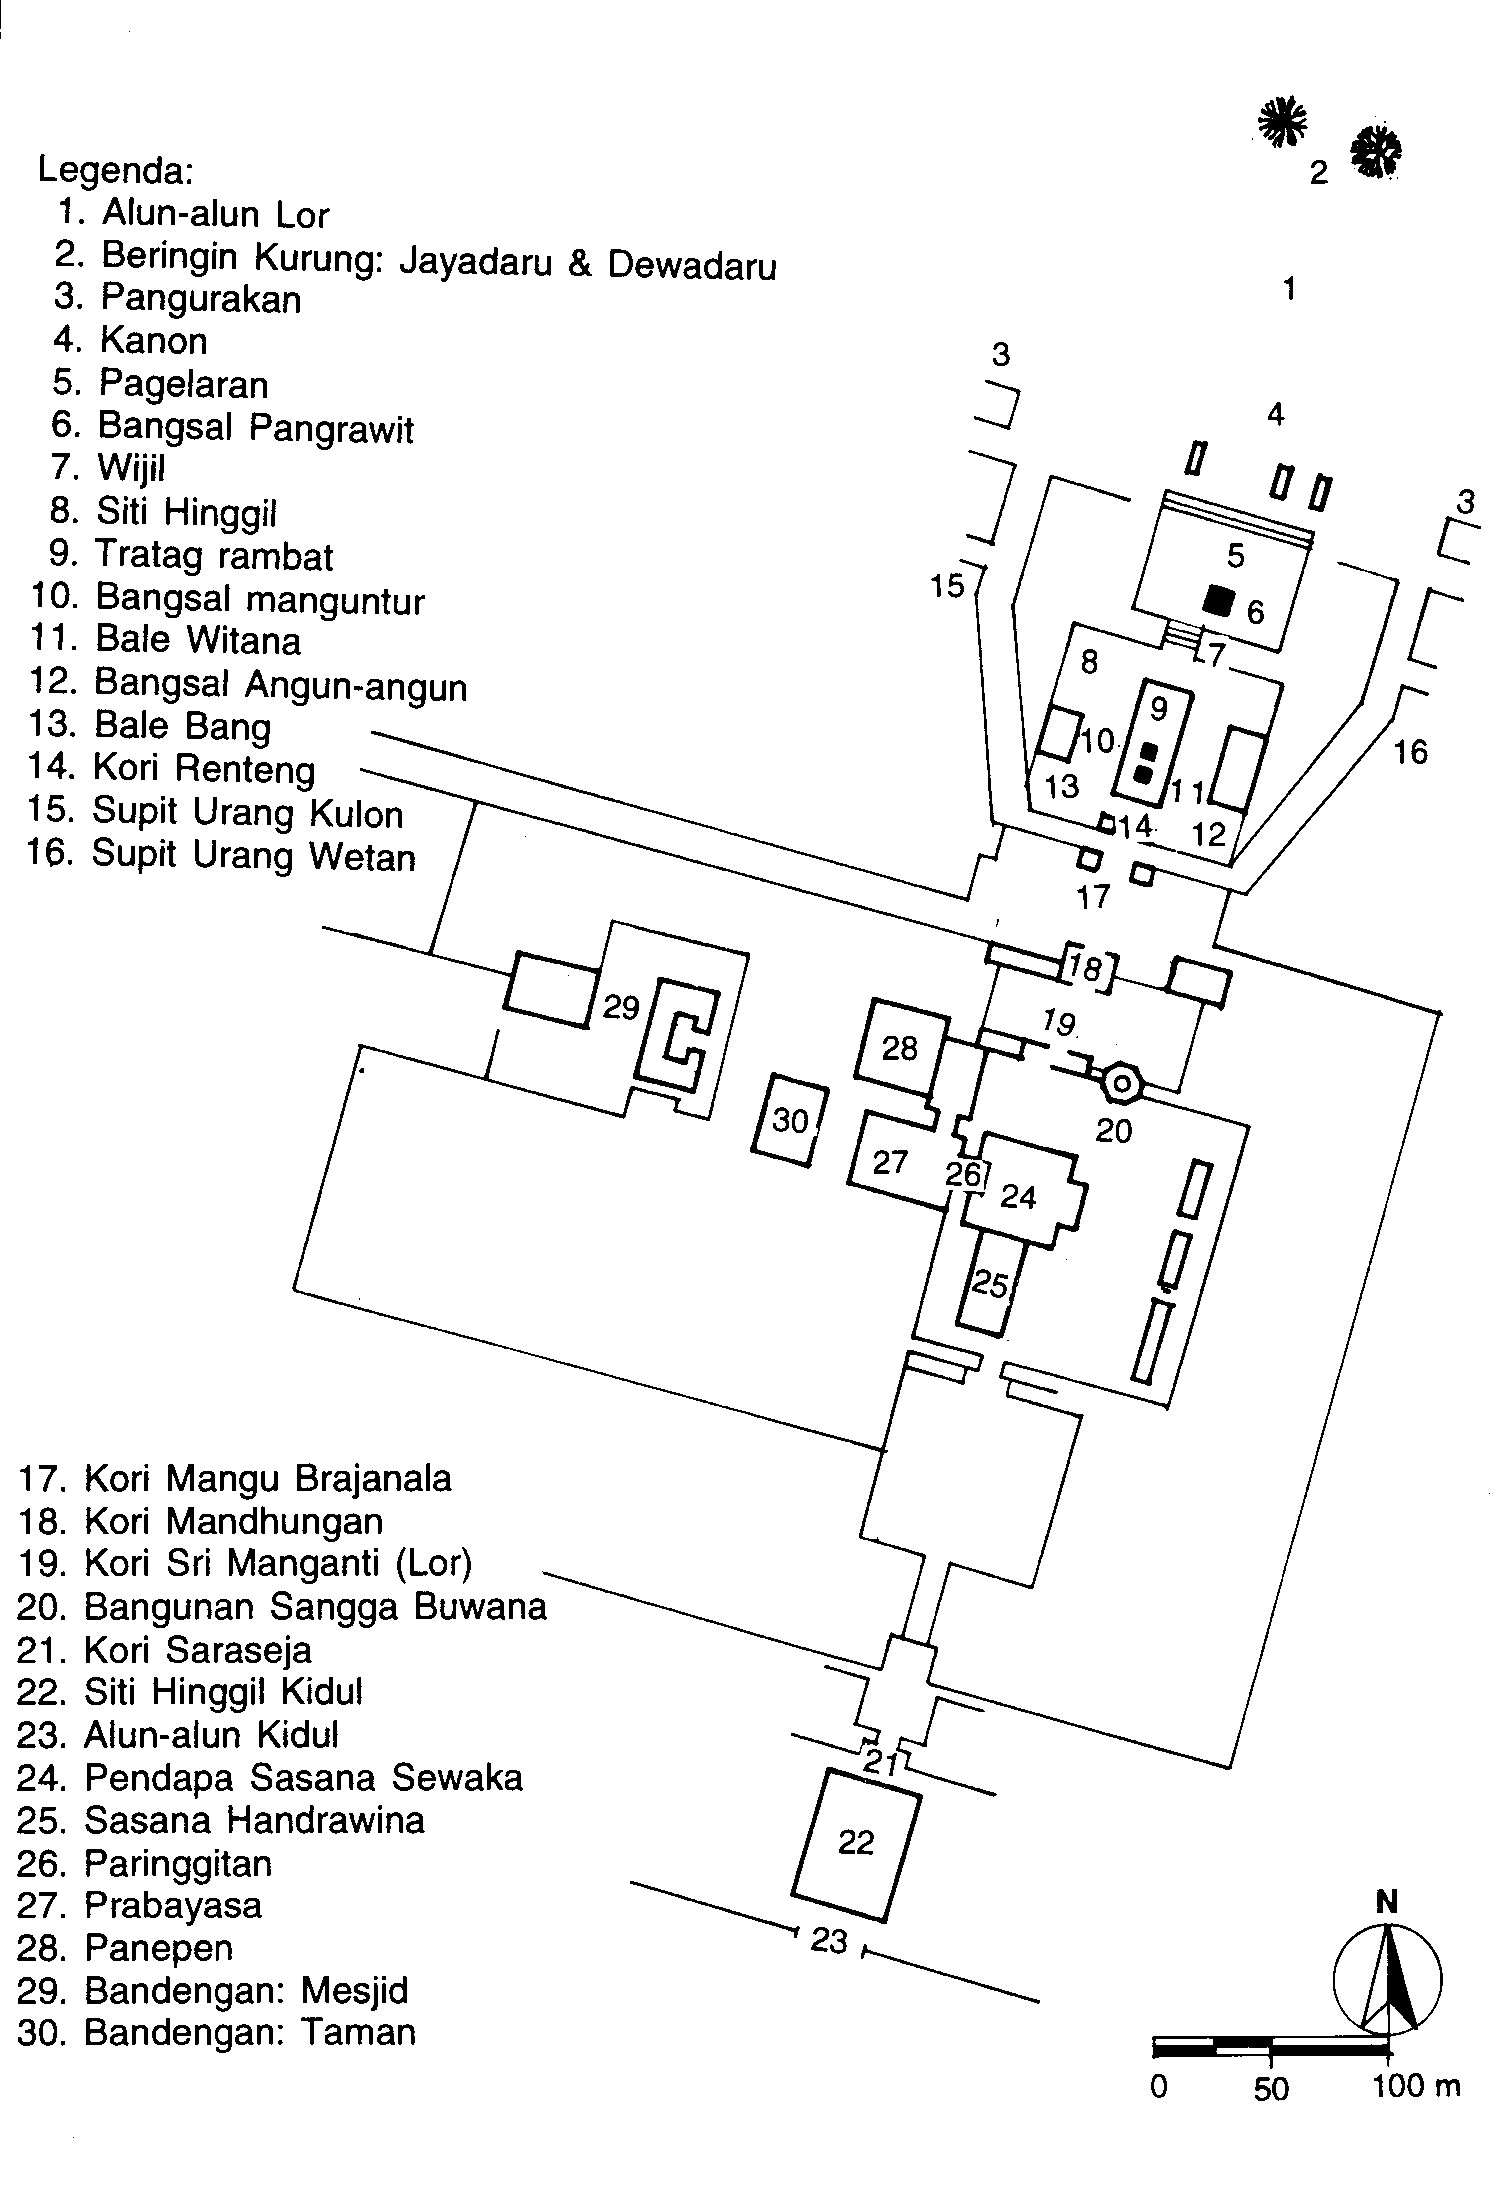 Legenda:
1. Alun-alun Lor
2. Beringin Kurung: Jayadaru & Dewadaru
3. Pangurakan
4. Kanon
5. Pagelaran
6. Bangsal Pangrawit
7. Wijil
8. Siti Hinggil
9. Tratag rambat
10. Bangsal manguntur
11. Bale Witana
12. Bangsal Angun-angun
13. Bale Bang
14. Kori Renteng
15. Supit Urang Kulon
16. Supit Urang Wetan
2
1
3
4
3
5
15
6
7
8
9
10
16
13
11
14
12
17
18
29
19
28
30
20
27
26
24
25
17. Kori Mangu Brajanala
18. Kori Mandhungan
19. Kori Sri Manganti (Lor)
20. Bangunan Sangga Buwana
21. Kori Saraseja
22. Siti Hinggil Kidul
23. Alun-alun Kidul
24. Pendapa Sasana Sewaka
25. Sasana Handrawina
26. Paringgitan
27. Prabayasa
28. Panepen
29. Bandengan: Mesjid
30. Bandengan: Taman
21
22
23
N
0 50 100 m